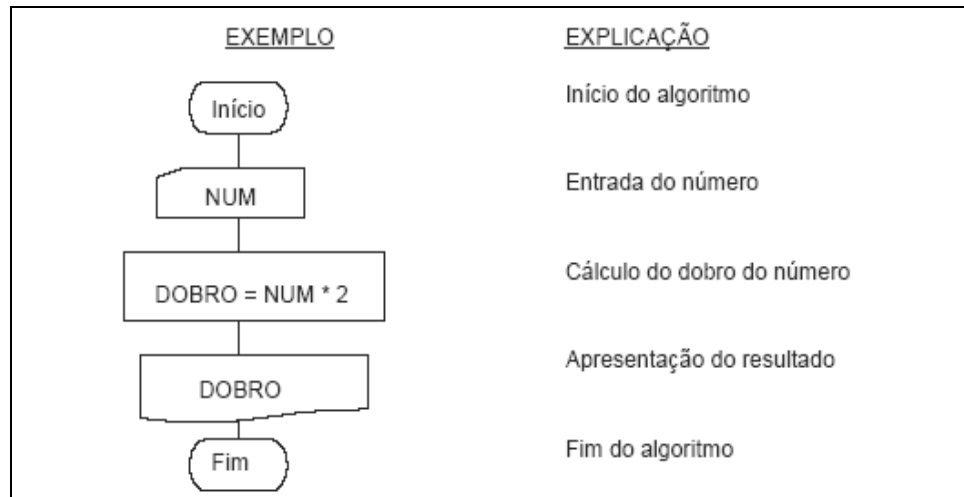 EXEMPLO
EXPLICAÇÃO
Início
Início do algoritmo
NUM
Entrada do número
DOBRO = NUM * 2
Cálculo do dobro do número
DOBRO
Apresentação do resultado
Fim
Fim do algoritmo